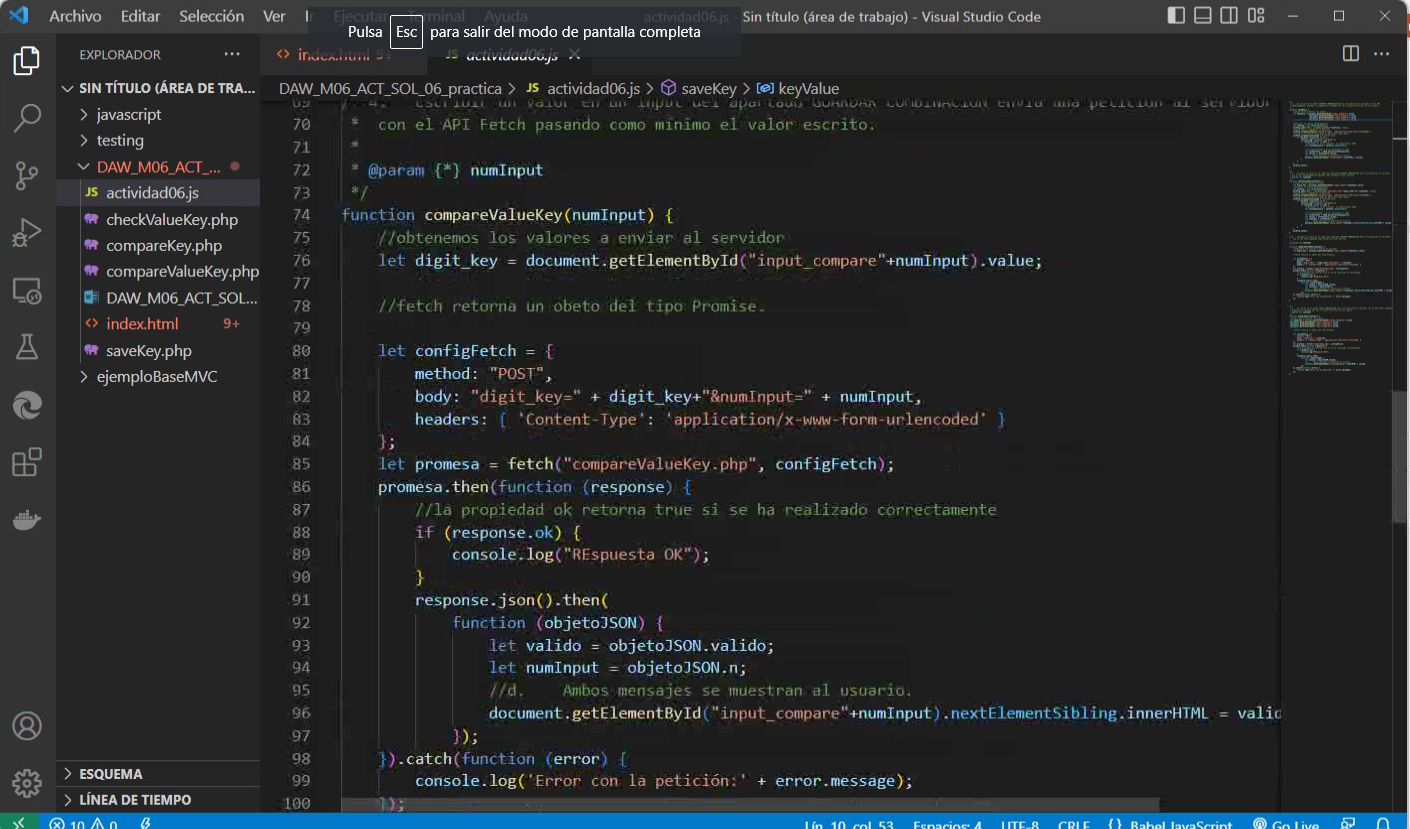 Archivo Editar Selección Ver Ejecutar Terminal Ayuda actividad06.js - Sin título (área de trabajo) - Visual Studio Code
Pulsa Esc para salir del modo de pantalla completa
EXPLORADOR
SIN TÍTULO (ÁREA DE TRA...
javascript
testing
DAW_M06_ACT_...
JS actividad06.js
checkValueKey.php
compareKey.php
compareValueKey.php
DAW_M06_ACT_SOL...
index.html 9+
saveKey.php
ejemploBaseMVC
ESQUEMA
LÍNEA DE TIEMPO
index.html 9+ JS actividad06.js
DAW_M06_ACT_SOL_06_practica > JS actividad06.js > saveKey > keyValue
69 escribir un valor en un input del apartado GUARDAR COMBINACIÓN envía una petición al servidor
70 * con el API Fetch pasando como mínimo el valor escrito.
71 *
72 * @param {*} numInput
73 */
74 function compareValueKey(numInput) {
75 //obtenemos los valores a enviar al servidor
76 let digit_key = document.getElementById("input_compare"+numInput).value;
77
78 //fetch retorna un obeto del tipo Promise.
79
80 let configFetch = {
81 method: "POST",
82 body: "digit_key=" + digit_key+"&numInput=" + numInput,
83 headers: { 'Content-Type': 'application/x-www-form-urlencoded' }
84 };
85 let promesa = fetch("compareValueKey.php", configFetch);
86 promesa.then(function (response) {
87 //la propiedad ok retorna true si se ha realizado correctamente
88 if (response.ok) {
89 console.log("REspuesta OK");
90 }
91 response.json().then(
92 function (objetoJSON) {
93 let valido = objetoJSON.valido;
94 let numInput = objetoJSON.n;
95 //d. Ambos mensajes se muestran al usuario.
96 document.getElementById("input_compare"+numInput).nextElementSibling.innerHTML = valid
97 });
98 }).catch(function (error) {
99 console.log('Error con la petición:' + error.message);
100 });
10 0 Lín. 10, col. 53 Espacios: 4 UTF-8 CRLF {} Babel JavaScript Go Live